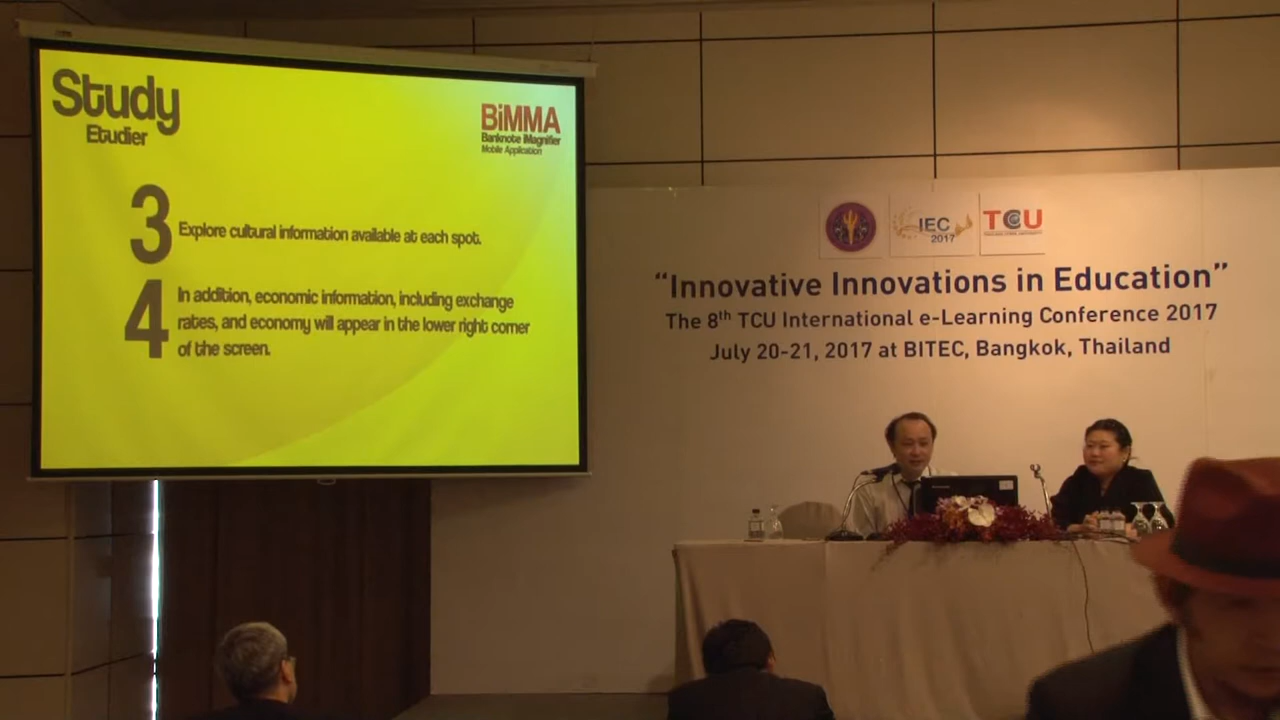 Study
Etudier
BiMMA
Banknote iMagnifier
Mobile Application
3
Explore cultural information available at each spot.
4
In addition, economic information, including exchange
rates, and economy will appear in the lower right corner
of the screen.
IEC
2017
TCU
“Innovative Innovations in Education”
The 8th TCU International e-Learning Conference 2017
July 20-21, 2017 at BITEC, Bangkok, Thailand